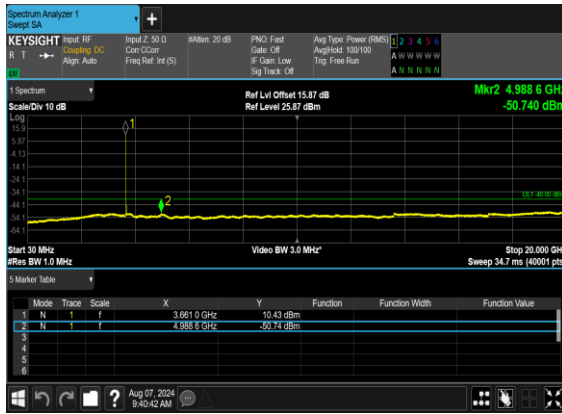 Spectrum Analyzer 1
Swept SA
+
KEYSIGHT Input: RF Input Z: 50 Ω #Atten: 20 dB PNO: Fast Avg Type: Power (RMS) 1 2 3 4 5 6
R T Coupling: DC Corr CCorr Gate: Off Avg|Hold: 100/100 A W W W W W
Align: Auto Freq Ref: Int (S) IF Gain: Low Trig: Free Run
Sig Track: Off A N N N N N
LXI
1 Spectrum Ref Lvl Offset 15.87 dB Mkr2 4.988 6 GHz
Scale/Div 10 dB Ref Level 25.87 dBm -50.740 dBm
Log
15.9
1
5.87
-4.13
-14.1
-24.1
-34.1
DL1 -40.00 dBm
-44.1
2
-54.1
-64.1
Start 30 MHz Video BW 3.0 MHz* Stop 20.000 GHz
#Res BW 1.0 MHz Sweep 34.7 ms (40001 pts)
5 Marker Table
Mode Trace Scale X Y Function Function Width Function Value
1 N 1 f 3.661 0 GHz 10.43 dBm
2 N 1 f 4.988 6 GHz -50.74 dBm
3
4
5
6
? Aug 07, 2024
9:40:42 AM